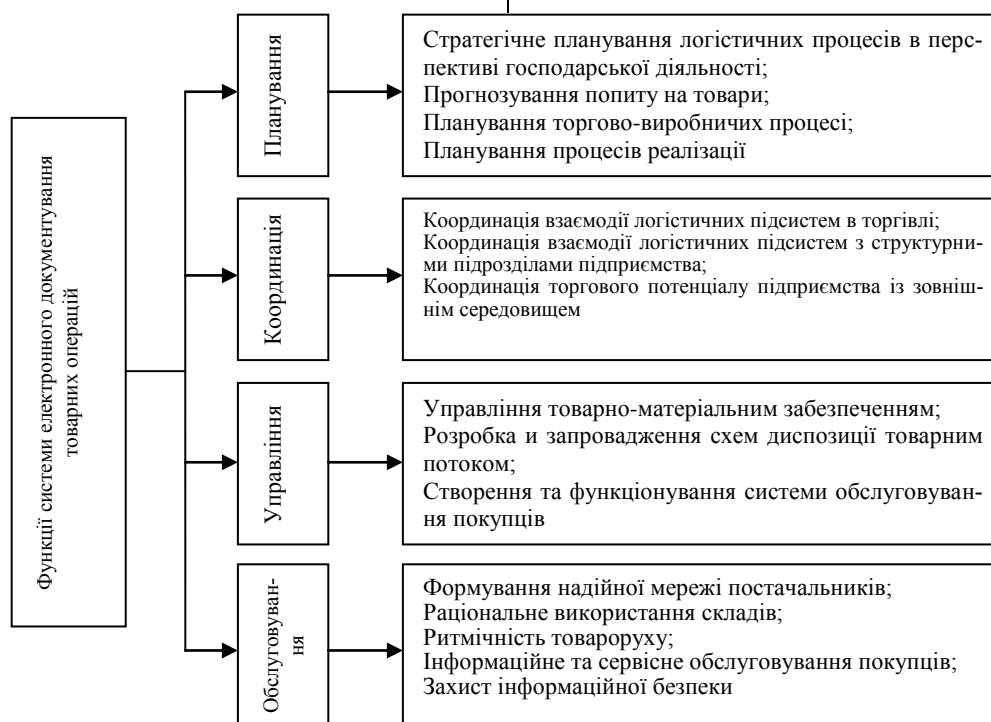 Функції системи електронного документування
товарних операцій
Планування
Стратегічне планування логістичних процесів в перс-
пективі господарської діяльності;
Прогнозування попиту на товари;
Планування торгово-виробничих процесі;
Планування процесів реалізації
Координація
Координація взаємодії логістичних підсистем в торгівлі;
Координація взаємодії логістичних підсистем з структурни-
ми підрозділами підприємства;
Координація торгового потенціалу підприємства із зовніш-
нім середовищем
Управління
Управління товарно-матеріальним забезпеченням;
Розробка и запровадження схем диспозиції товарним
потоком;
Створення та функціонування системи обслуговуван-
ня покупців
Обслуговуван-
ня
Формування надійної мережі постачальників;
Раціональне використання складів;
Ритмічність товароруху;
Інформаційне та сервісне обслуговування покупців;
Захист інформаційної безпеки